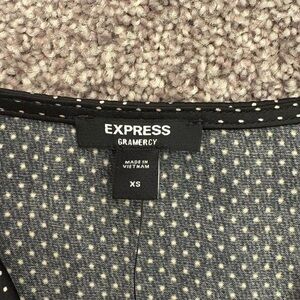 EXPRESS
GRAMERCY
MADE IN
VIETNAM
XS